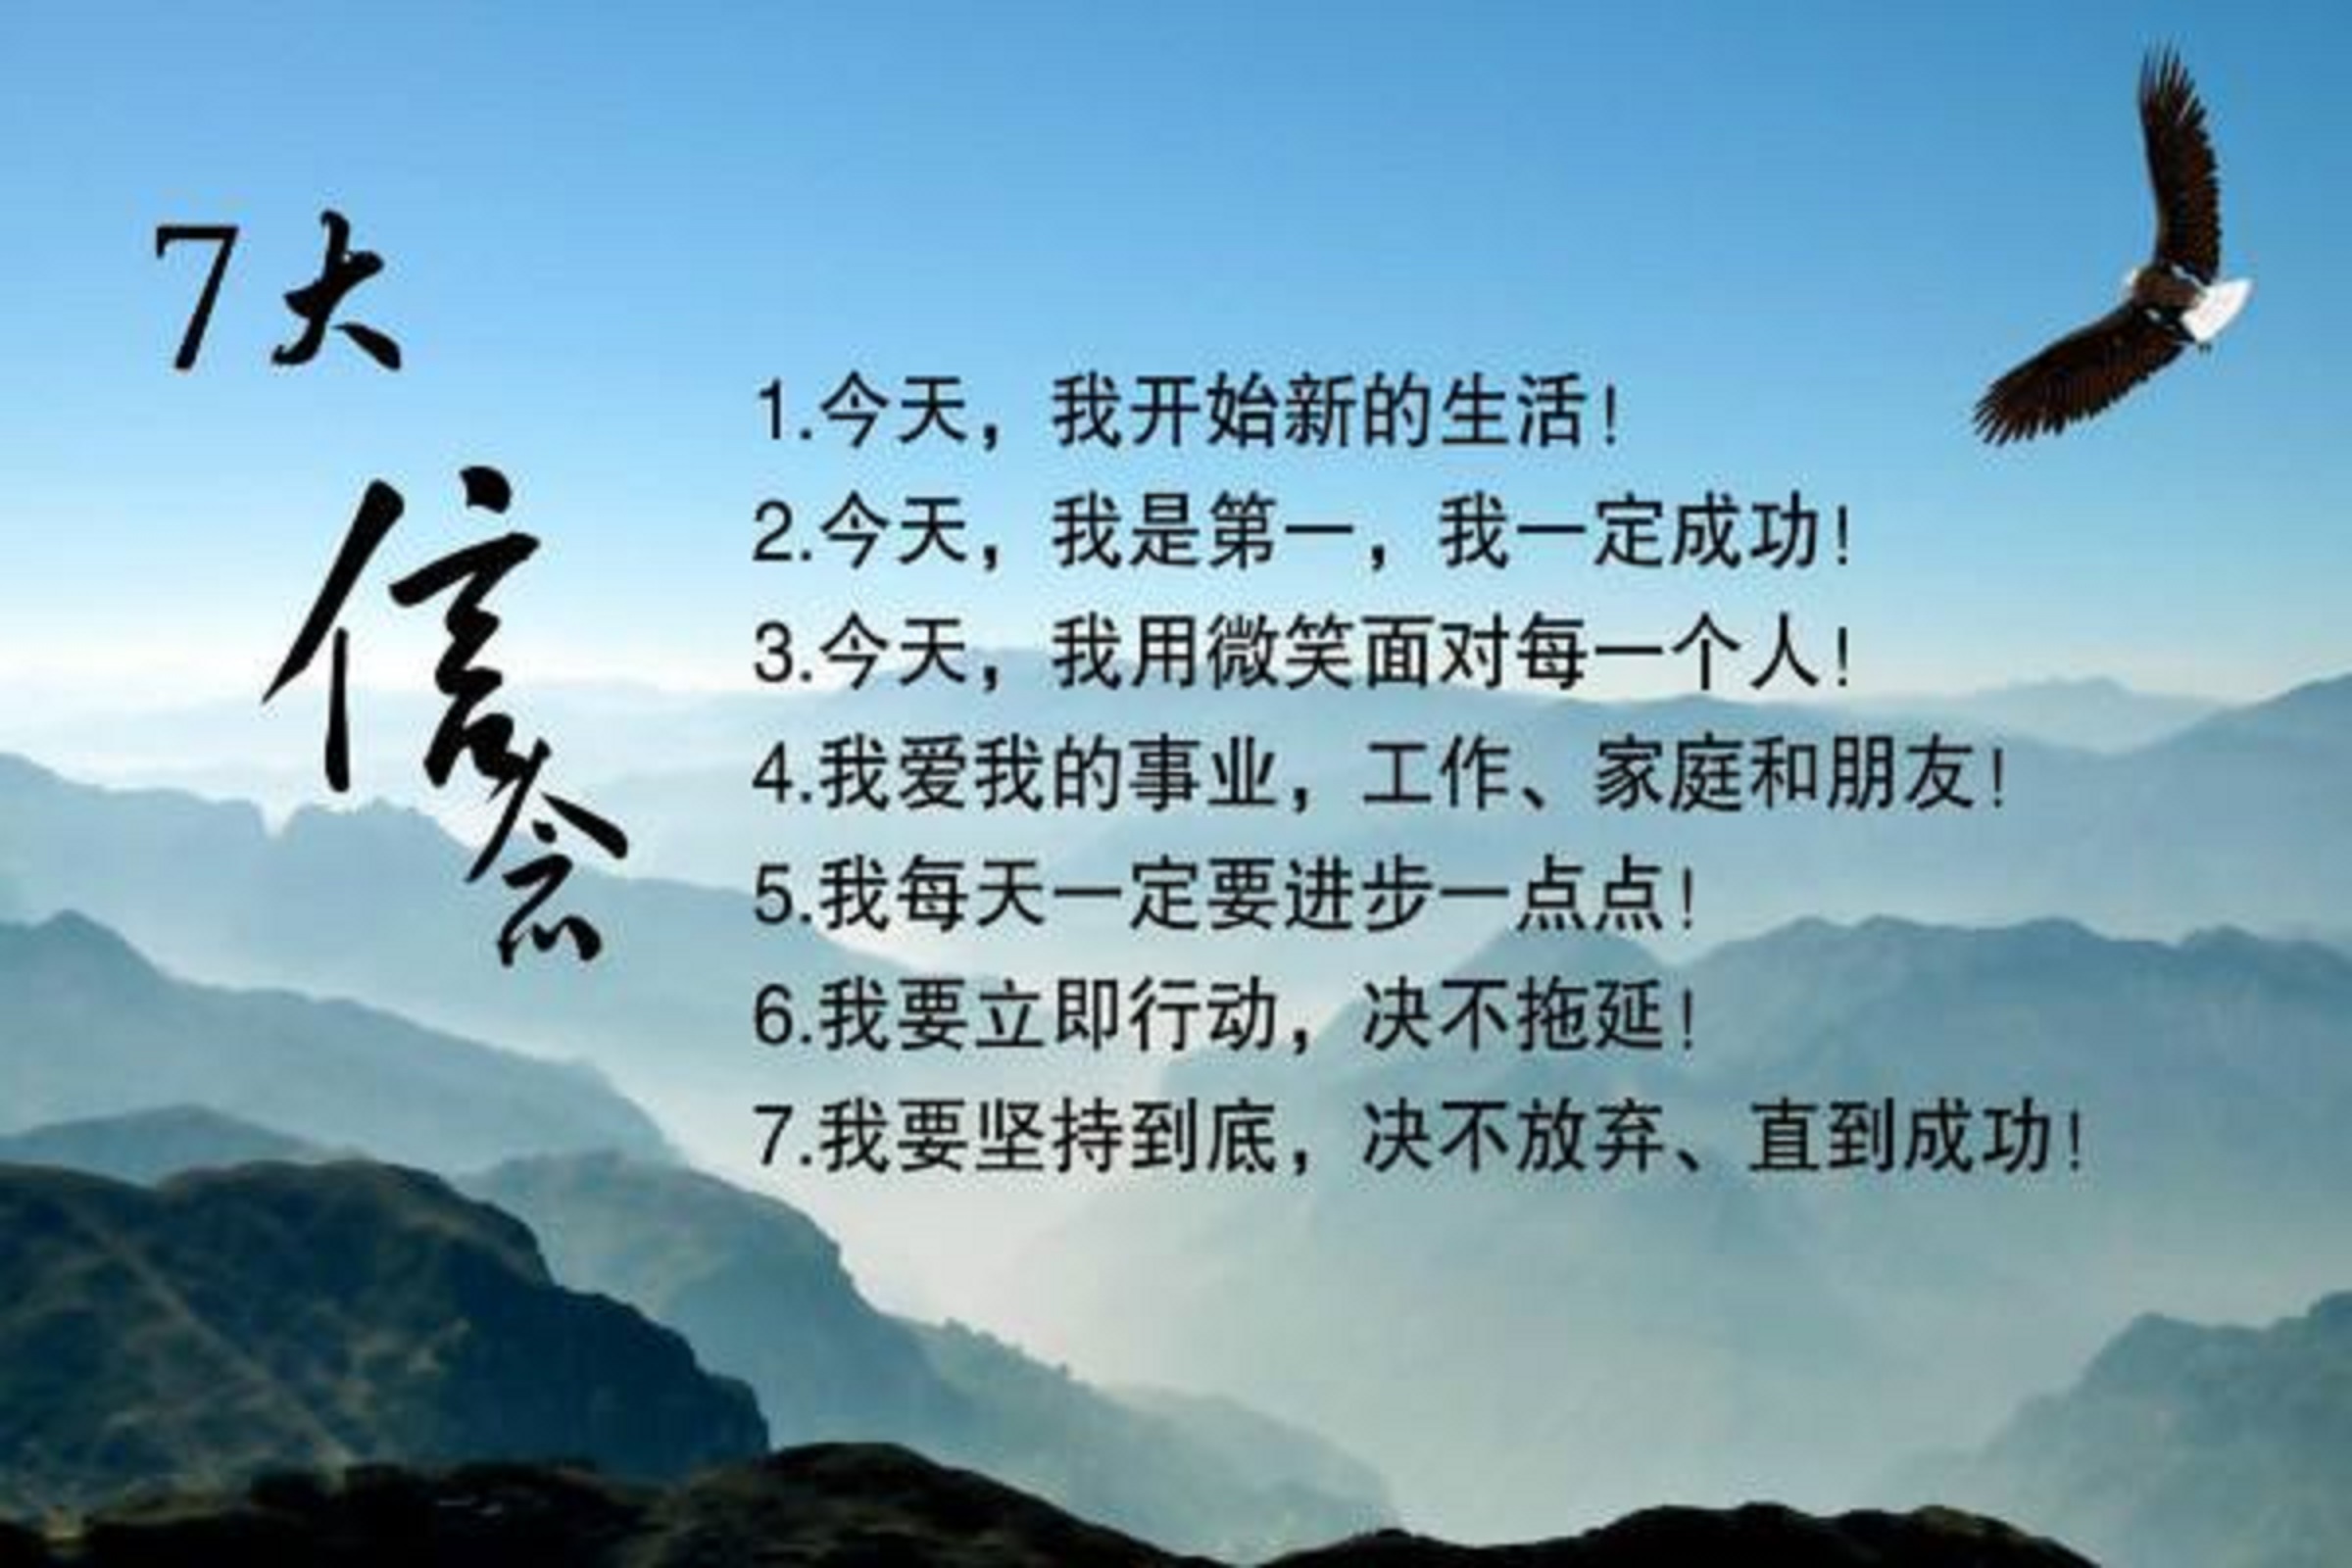 7大
信念
1.今天，我开始新的生活！
2.今天，我是第一，我一定成功！
3.今天，我用微笑面对每一个人！
4.我爱我的事业，工作、家庭和朋友！
5.我每天一定要进步一点点！
6.我要立即行动，决不拖延！
7.我要坚持到底，决不放弃、直到成功！